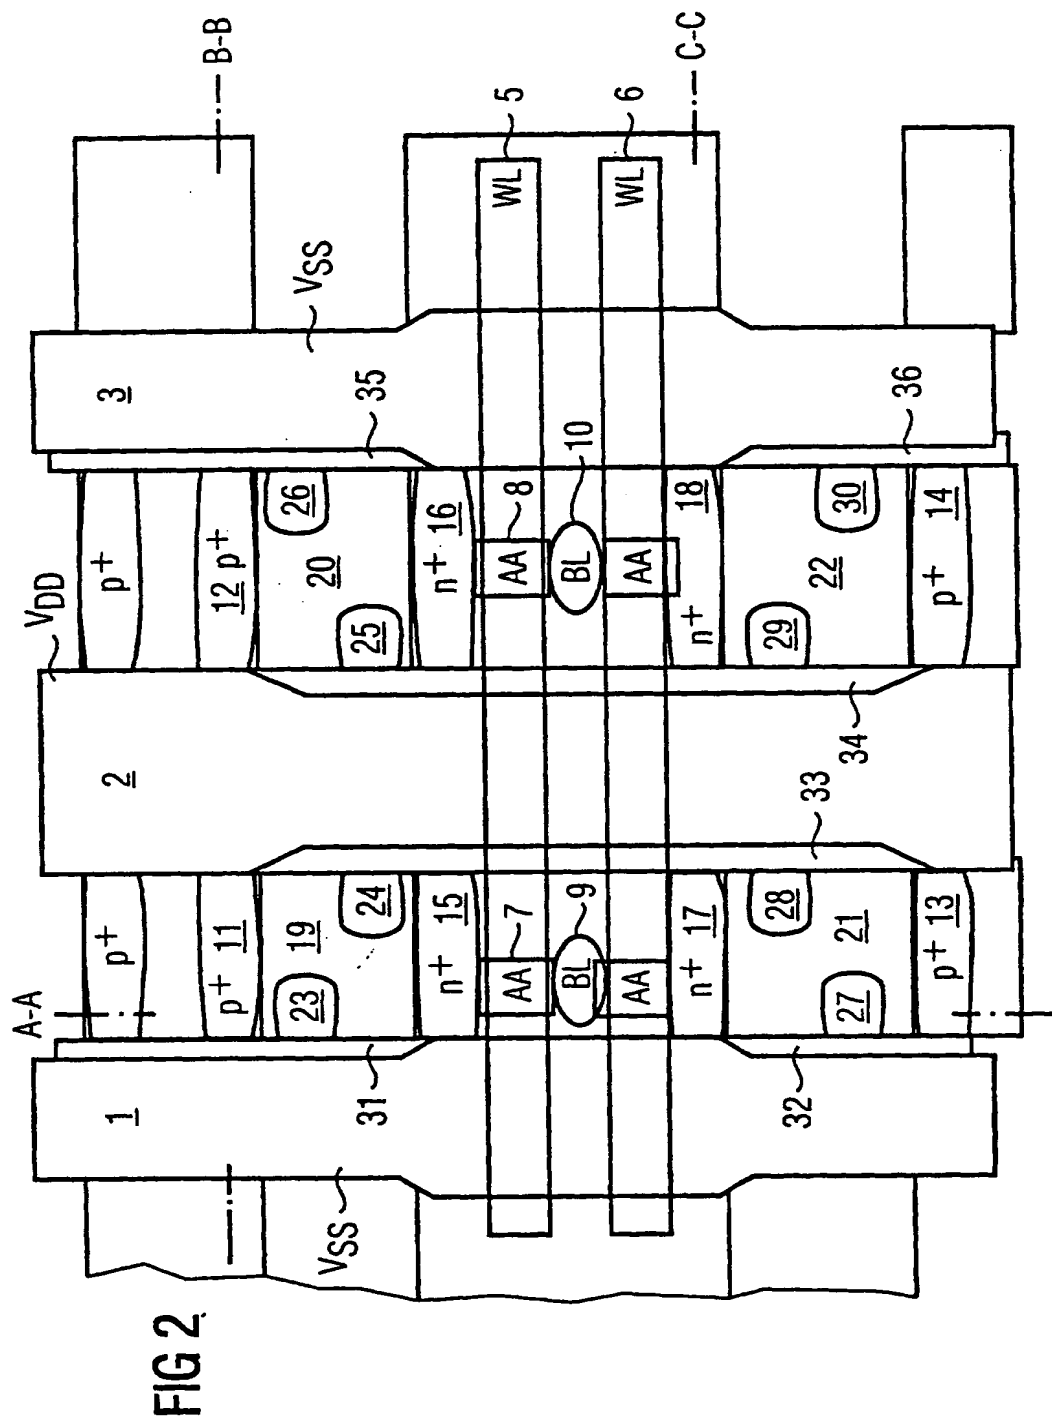 FIG 2
A-A
B-B
C-C
VDD
VSS
VSS
1
2
3
5
6
WL
WL
p+
p+
p+ 11
12 p+
19
20
23
24
25
26
31
35
n+ 15
n+ 16
AA
7
AA
8
BL
9
BL
10
AA
AA
n+ 17
n+ 18
28
29
30
27
21
22
32
33
34
36
p+ 13
p+ 14